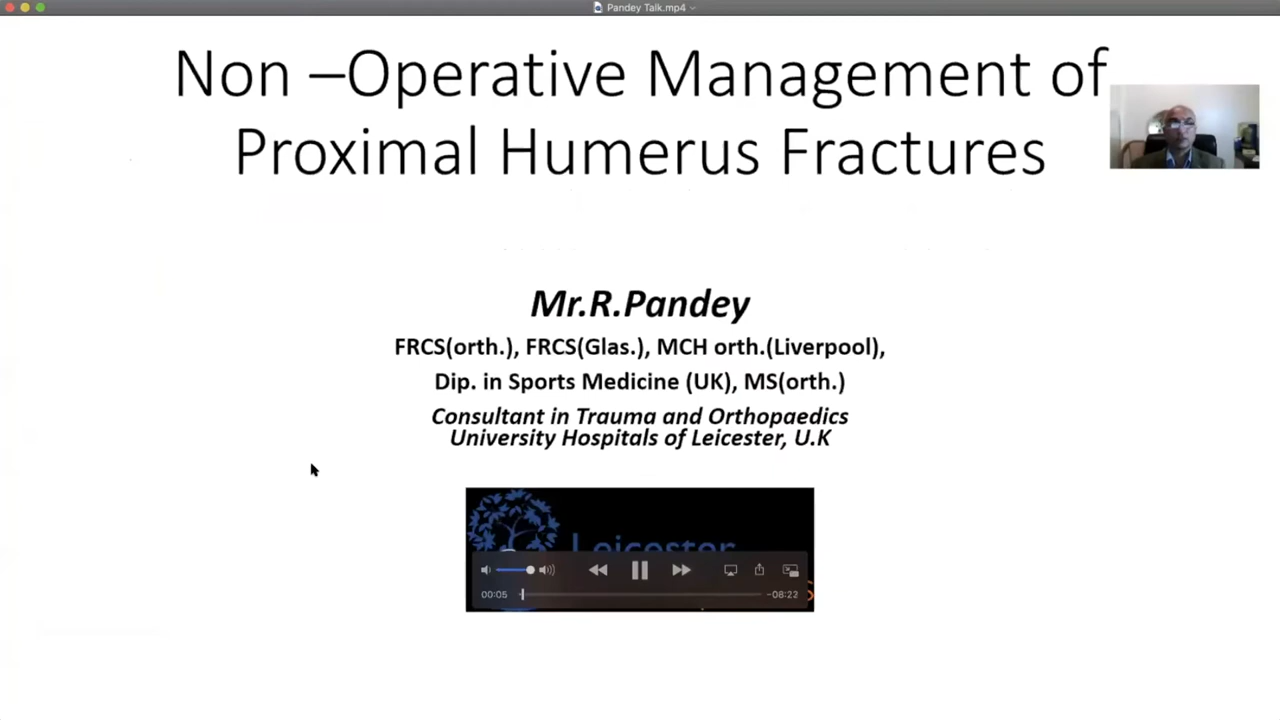 Pandey Talk.mp4
Non –Operative Management of
Proximal Humerus Fractures
Mr.R.Pandey
FRCS(orth.), FRCS(Glas.), MCH orth.(Liverpool),
Dip. in Sports Medicine (UK), MS(orth.)
Consultant in Trauma and Orthopaedics
University Hospitals of Leicester, U.K
Leicester
00:05
-08:22